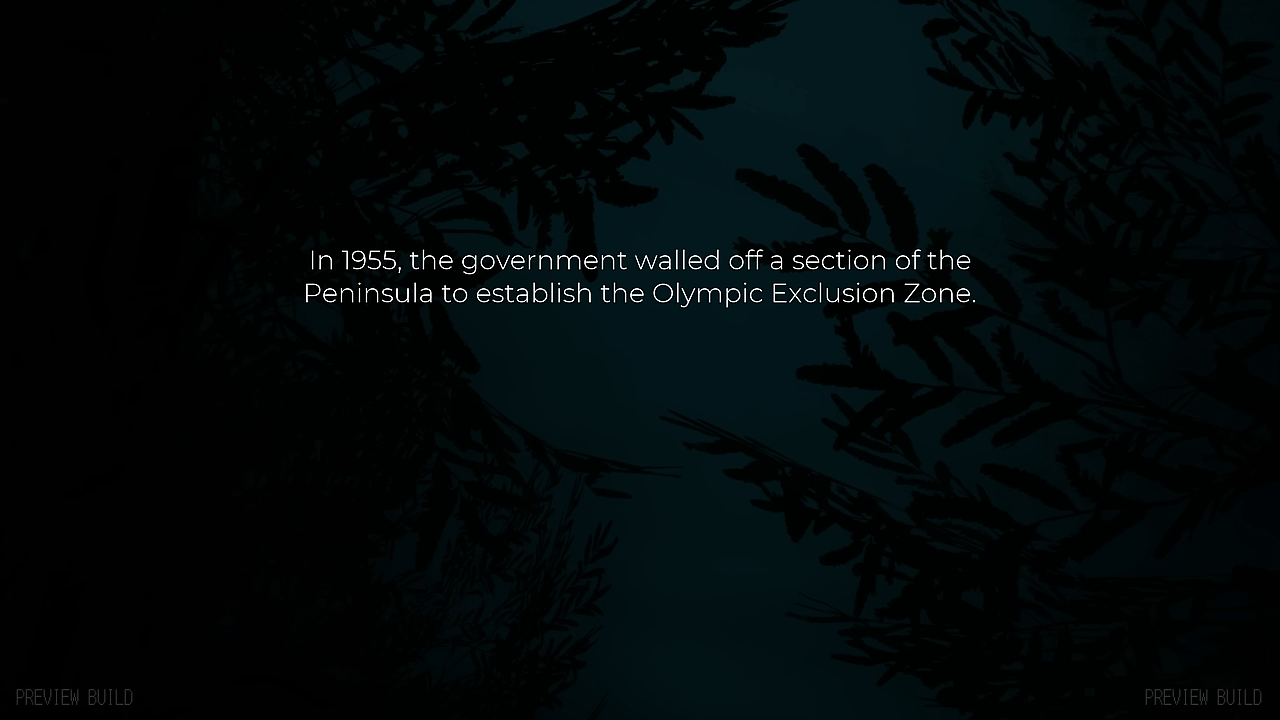 In 1955, the government walled off a section of the
Peninsula to establish the Olympic Exclusion Zone.
PREVIEW BUILD
PREVIEW BUILD